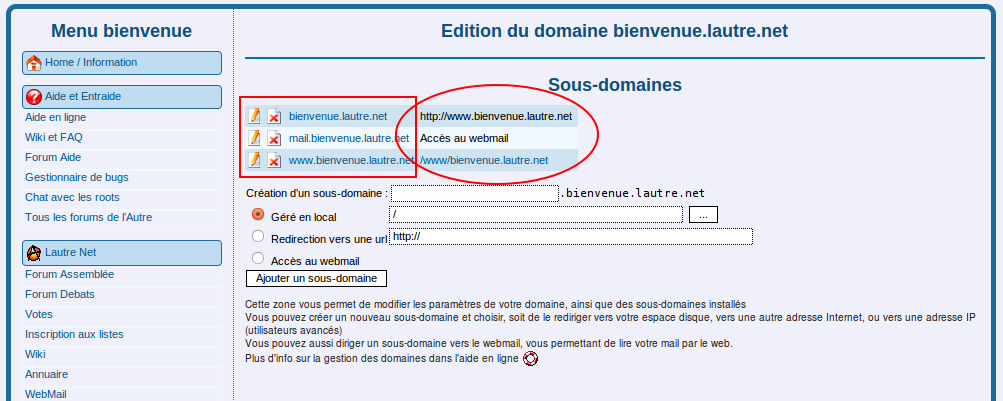 Menu bienvenue
Home / Information
Aide et Entraide
Aide en ligne
Wiki et FAQ
Forum Aide
Gestionnaire de bugs
Chat avec les roots
Tous les forums de l'Autre
Lautre Net
Forum Assemblée
Forum Debats
Votes
Inscription aux listes
Wiki
Annuaire
WebMail
Edition du domaine bienvenue.lautre.net
Sous-domaines
bienvenue.lautre.net http://www.bienvenue.lautre.net
mail.bienvenue.lautre.net Accès au webmail
www.bienvenue.lautre.net /www/bienvenue.lautre.net
Création d'un sous-domaine : .bienvenue.lautre.net
Géré en local / ...
Redirection vers une url http://
Accès au webmail
Ajouter un sous-domaine
Cette zone vous permet de modifier les paramètres de votre domaine, ainsi que des sous-domaines installés
Vous pouvez créer un nouveau sous-domaine et choisir, soit de le rediriger vers votre espace disque, vers une autre adresse Internet, ou vers une adresse IP
(utilisateurs avancés)
Vous pouvez aussi diriger un sous-domaine vers le webmail, vous permettant de lire votre mail par le web.
Plus d'info sur la gestion des domaines dans l'aide en ligne